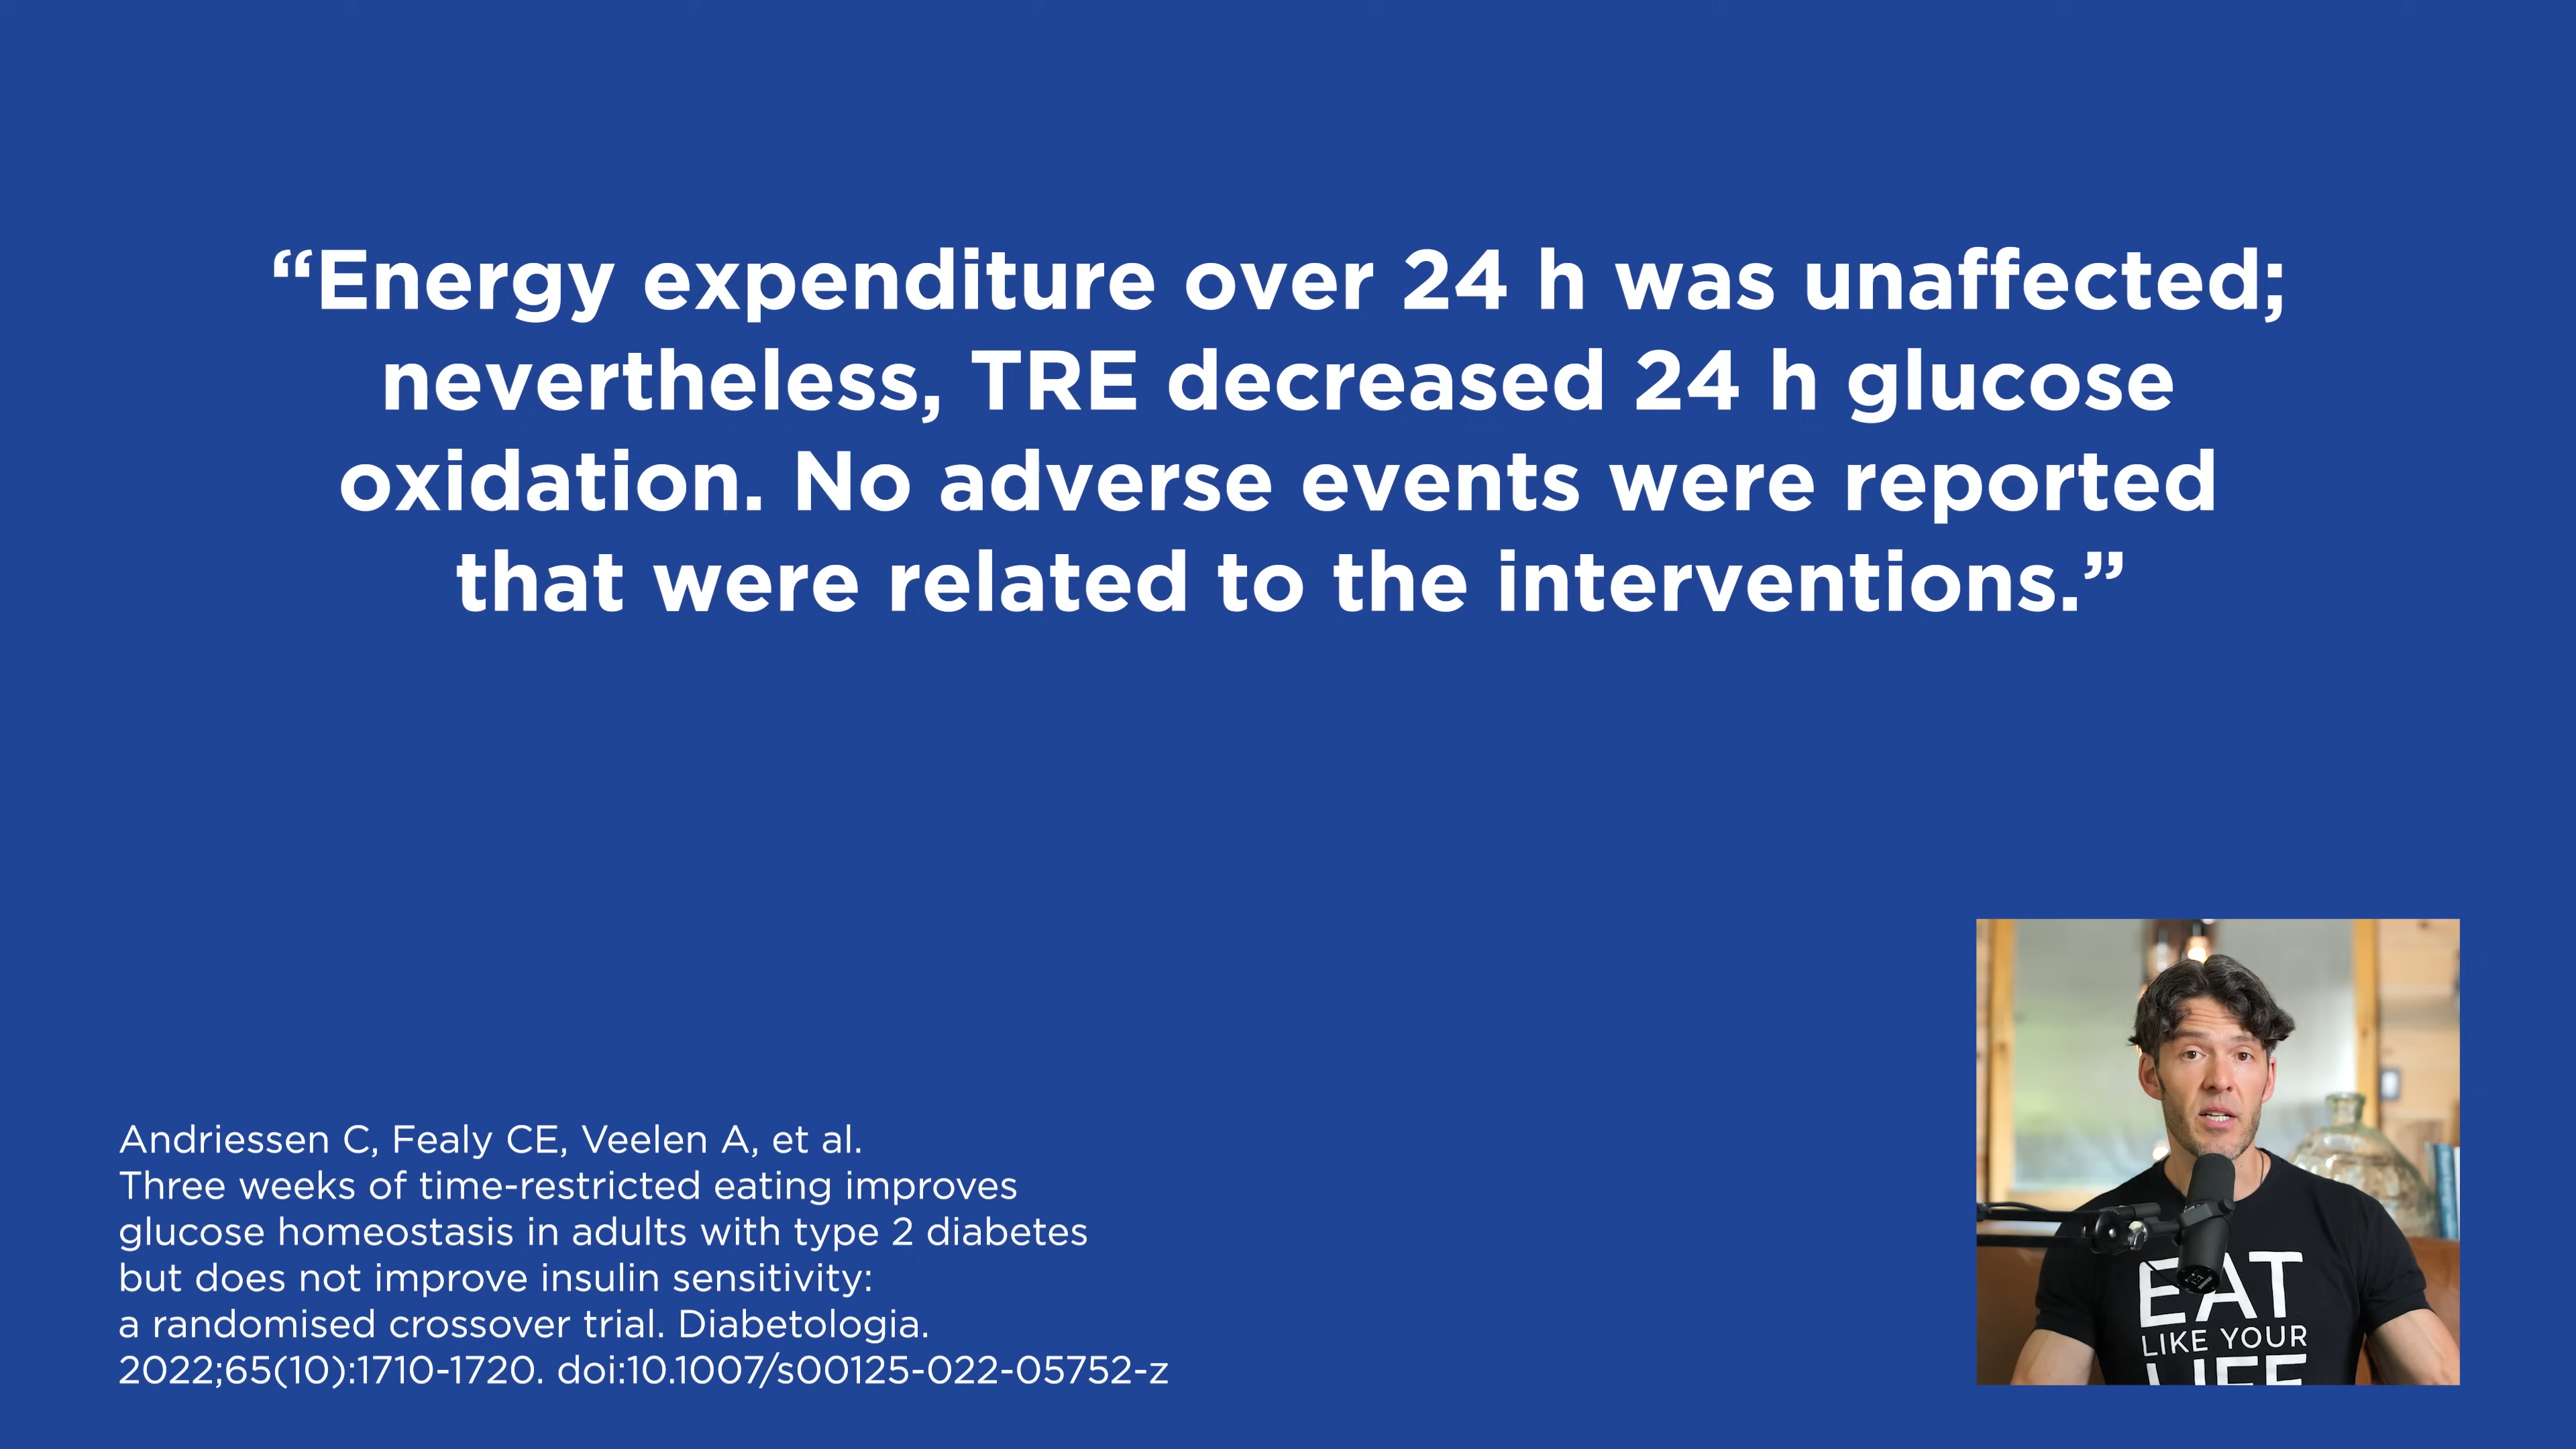 “Energy expenditure over 24 h was unaffected;
nevertheless, TRE decreased 24 h glucose
oxidation. No adverse events were reported
that were related to the interventions.”
Andriessen C, Fealy CE, Veelen A, et al.
Three weeks of time-restricted eating improves
glucose homeostasis in adults with type 2 diabetes
but does not improve insulin sensitivity:
a randomised crossover trial. Diabetologia.
2022;65(10):1710-1720. doi:10.1007/s00125-022-05752-z
EAT
LIKE YOUR
LIFE